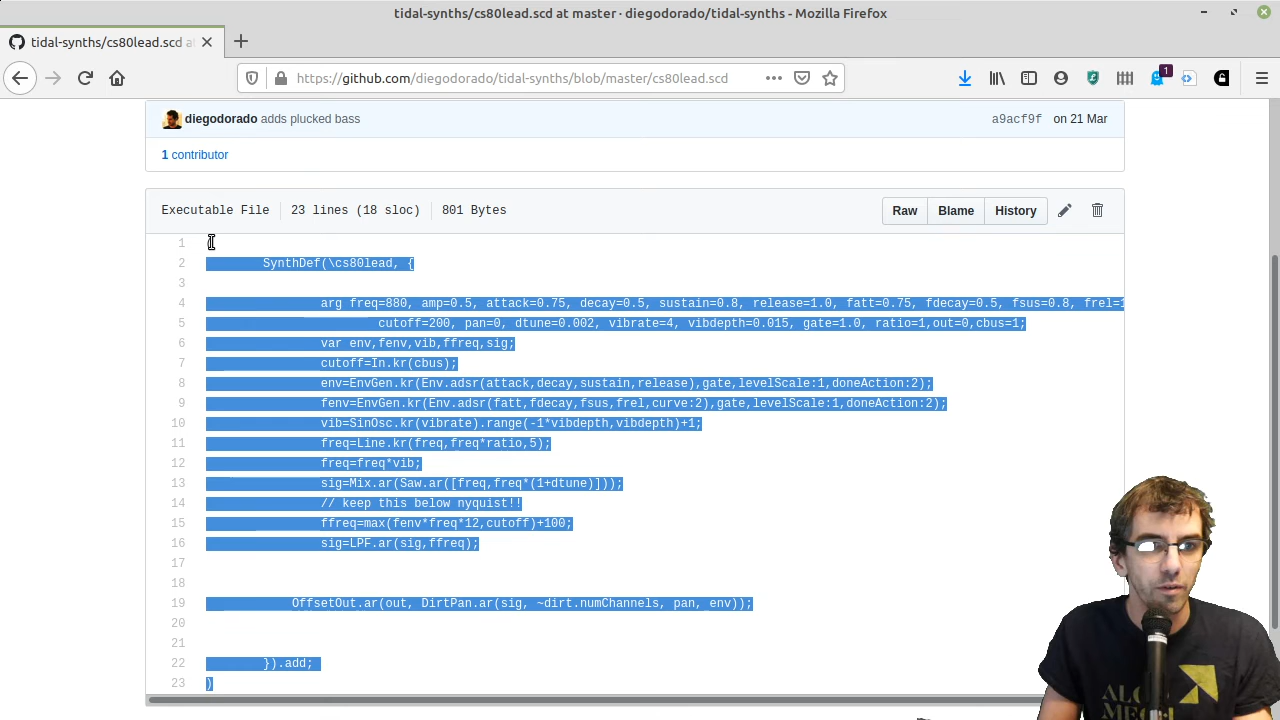 tidal-synths/cs80lead.scd at master · diegodorado/tidal-synths - Mozilla Firefox
tidal-synths/cs80lead.scd a
https://github.com/diegodorado/tidal-synths/blob/master/cs80lead.scd
1
diegodorado adds plucked bass
a9acf9f on 21 Mar
1 contributor
Executable File 23 lines (18 sloc) 801 Bytes
Raw Blame History
1 (
2 SynthDef(\cs80lead, {
3
4 arg freq=880, amp=0.5, attack=0.75, decay=0.5, sustain=0.8, release=1.0, fatt=0.75, fdecay=0.5, fsus=0.8, frel=1
5 cutoff=200, pan=0, dtune=0.002, vibrate=4, vibdepth=0.015, gate=1.0, ratio=1,out=0,cbus=1;
6 var env,fenv,vib,ffreq,sig;
7 cutoff=In.kr(cbus);
8 env=EnvGen.kr(Env.adsr(attack,decay,sustain,release),gate,levelScale:1,doneAction:2);
9 fenv=EnvGen.kr(Env.adsr(fatt,fdecay,fsus,frel,curve:2),gate,levelScale:1,doneAction:2);
10 vib=SinOsc.kr(vibrate).range(-1*vibdepth,vibdepth)+1;
11 freq=Line.kr(freq,freq*ratio,5);
12 freq=freq*vib;
13 sig=Mix.ar(Saw.ar([freq,freq*(1+dtune)]));
14 // keep this below nyquist!!
15 ffreq=max(fenv*freq*12,cutoff)+100;
16 sig=LPF.ar(sig,ffreq);
17
18
19 OffsetOut.ar(out, DirtPan.ar(sig, ~dirt.numChannels, pan, env));
20
21
22 }).add;
23 )